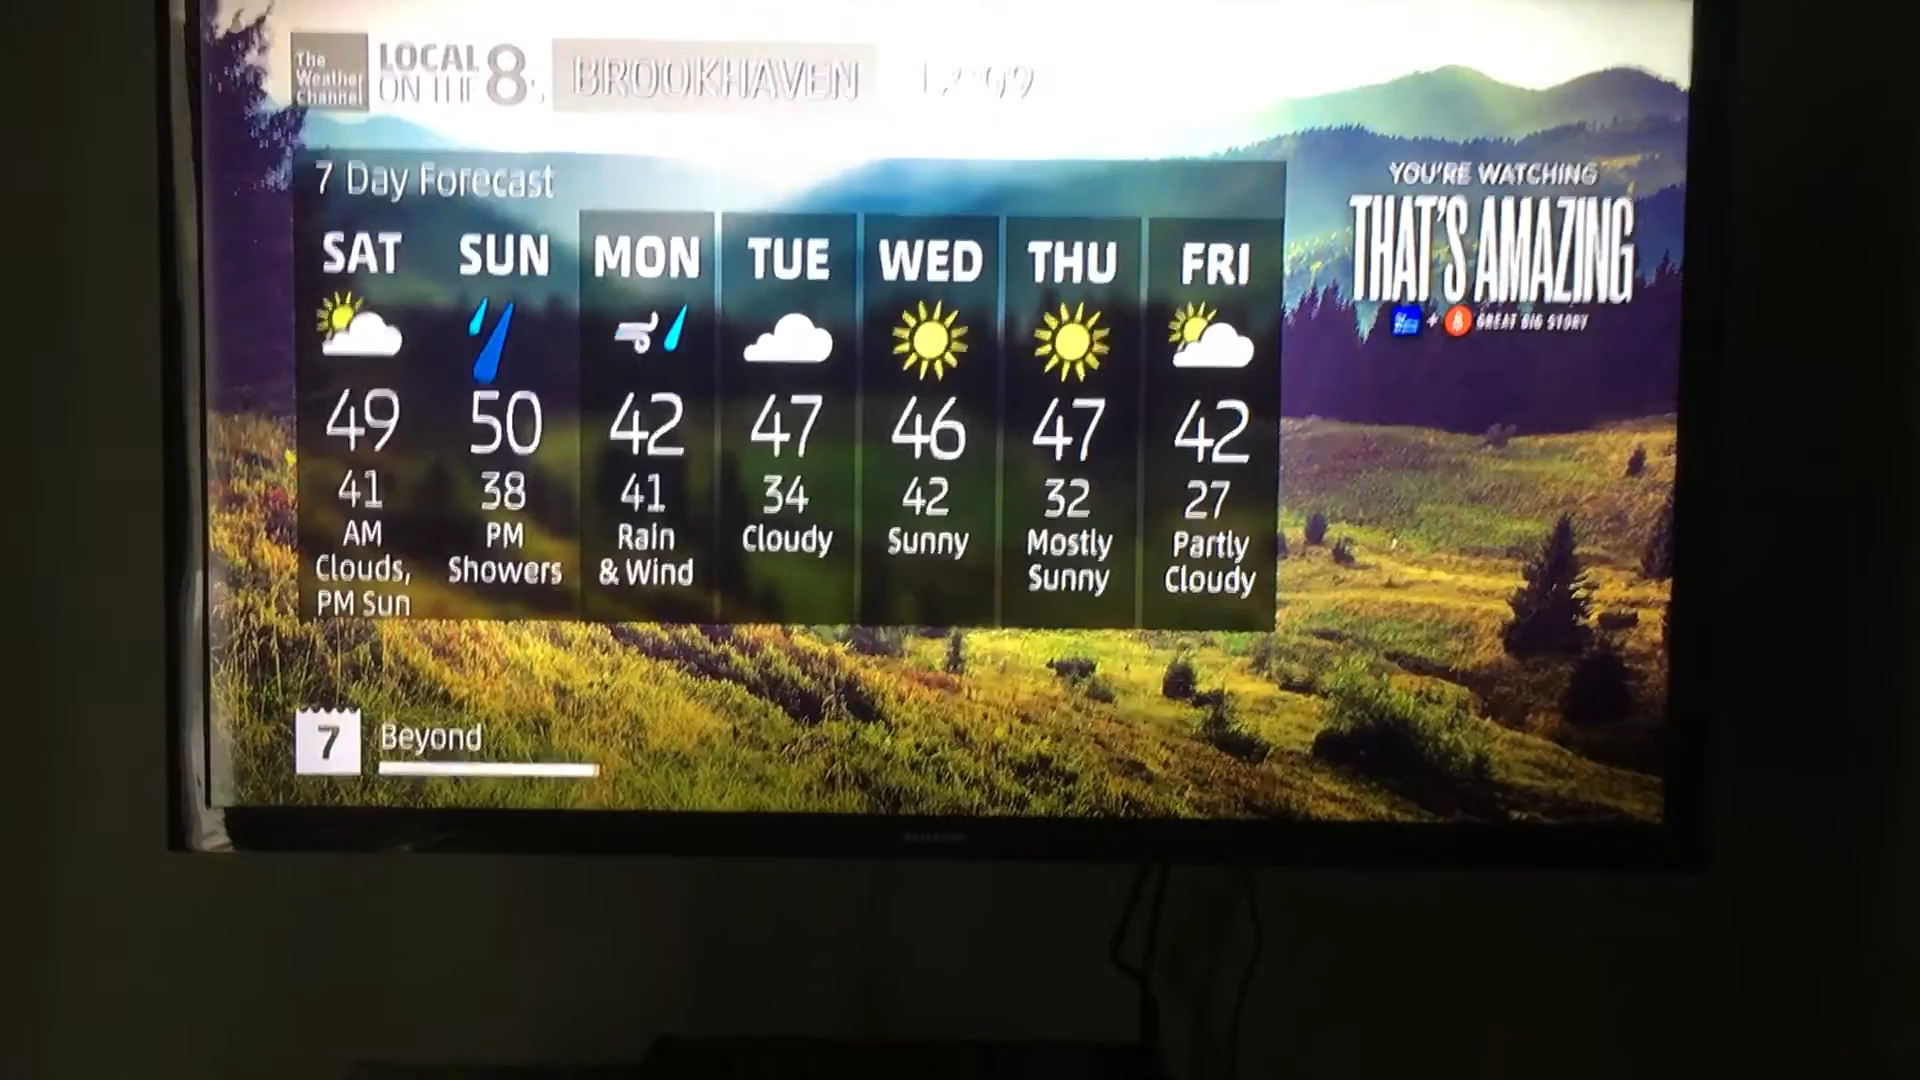 The
Weather
Channel
LOCAL
ON THE 8s
BROOKHAVEN
7 Day Forecast
SAT SUN MON TUE WED THU FRI
49 50 42 47 46 47 42
41 38 41 34 42 32 27
AM Clouds, PM Sun
PM Showers
Rain & Wind
Cloudy
Sunny
Mostly Sunny
Partly Cloudy
YOU'RE WATCHING
THAT'S AMAZING
+ GREAT BIG STORY
7 Beyond